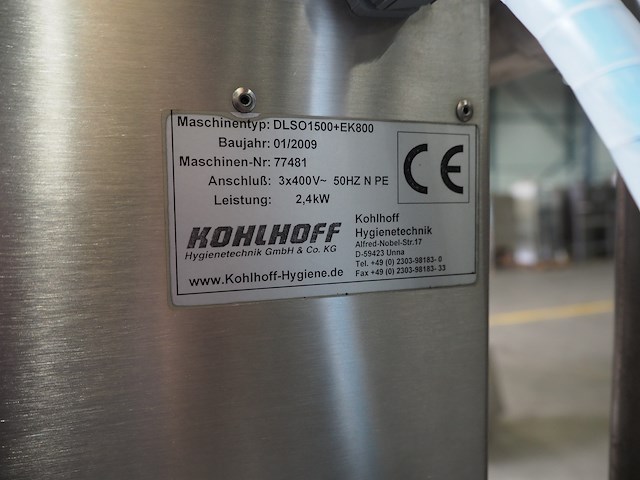 Maschinentyp: DLSO1500+EK800
Baujahr: 01/2009
Maschinen-Nr: 77481
Anschluß: 3x400V~ 50HZ N PE
Leistung: 2,4kW
CE
KOHLHOFF
Hygienetechnik GmbH & Co. KG
www.Kohlhoff-Hygiene.de
Kohlhoff
Hygienetechnik
Alfred-Nobel-Str.17
D-59423 Unna
Tel. +49 (0) 2303-98183- 0
Fax +49 (0) 2303-98183- 33